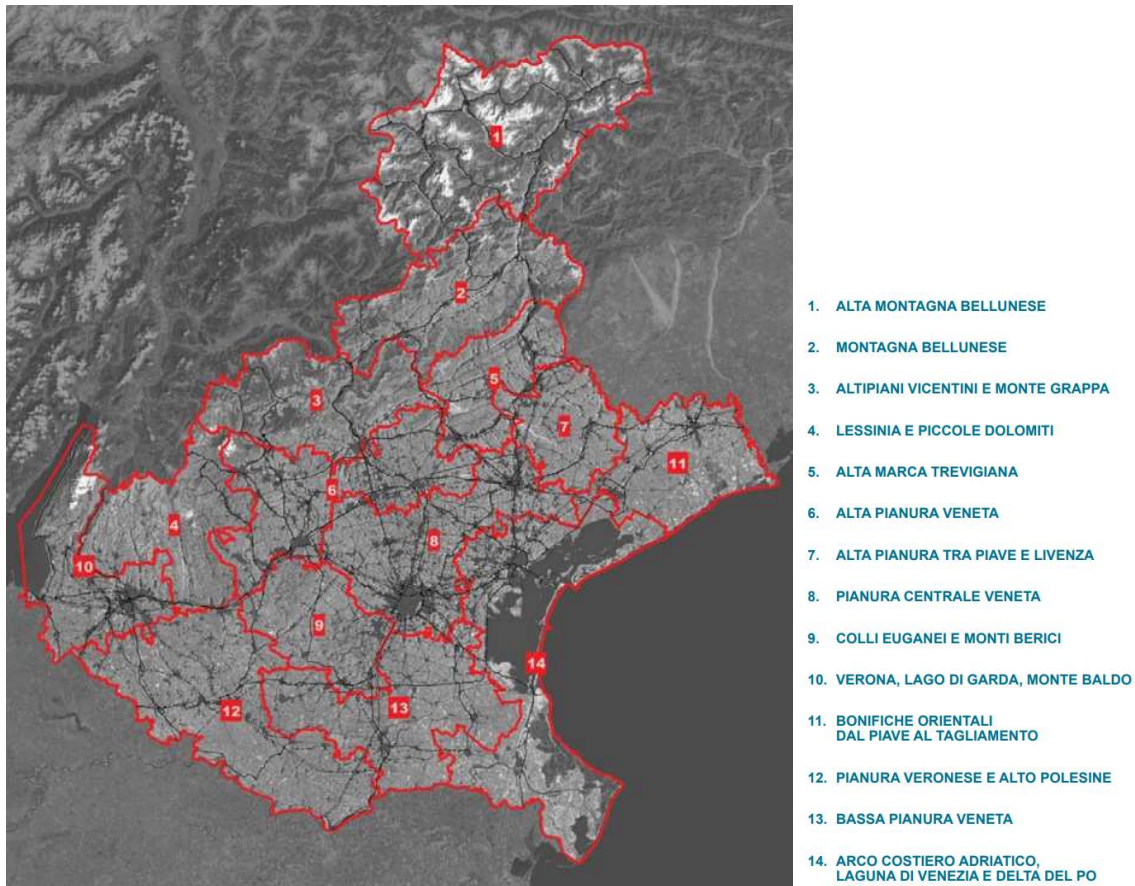 1
2
3
5
7
11
6
4
8
10
9
14
12
13
1. ALTA MONTAGNA BELLUNESE
2. MONTAGNA BELLUNESE
3. ALTIPIANI VICENTINI E MONTE GRAPPA
4. LESSINIA E PICCOLE DOLOMITI
5. ALTA MARCA TREVIGIANA
6. ALTA PIANURA VENETA
7. ALTA PIANURA TRA PIAVE E LIVENZA
8. PIANURA CENTRALE VENETA
9. COLLI EUGANEI E MONTI BERICI
10. VERONA, LAGO DI GARDA, MONTE BALDO
11. BONIFICHE ORIENTALI
DAL PIAVE AL TAGLIAMENTO
12. PIANURA VERONESE E ALTO POLESINE
13. BASSA PIANURA VENETA
14. ARCO COSTIERO ADRIATICO,
LAGUNA DI VENEZIA E DELTA DEL PO